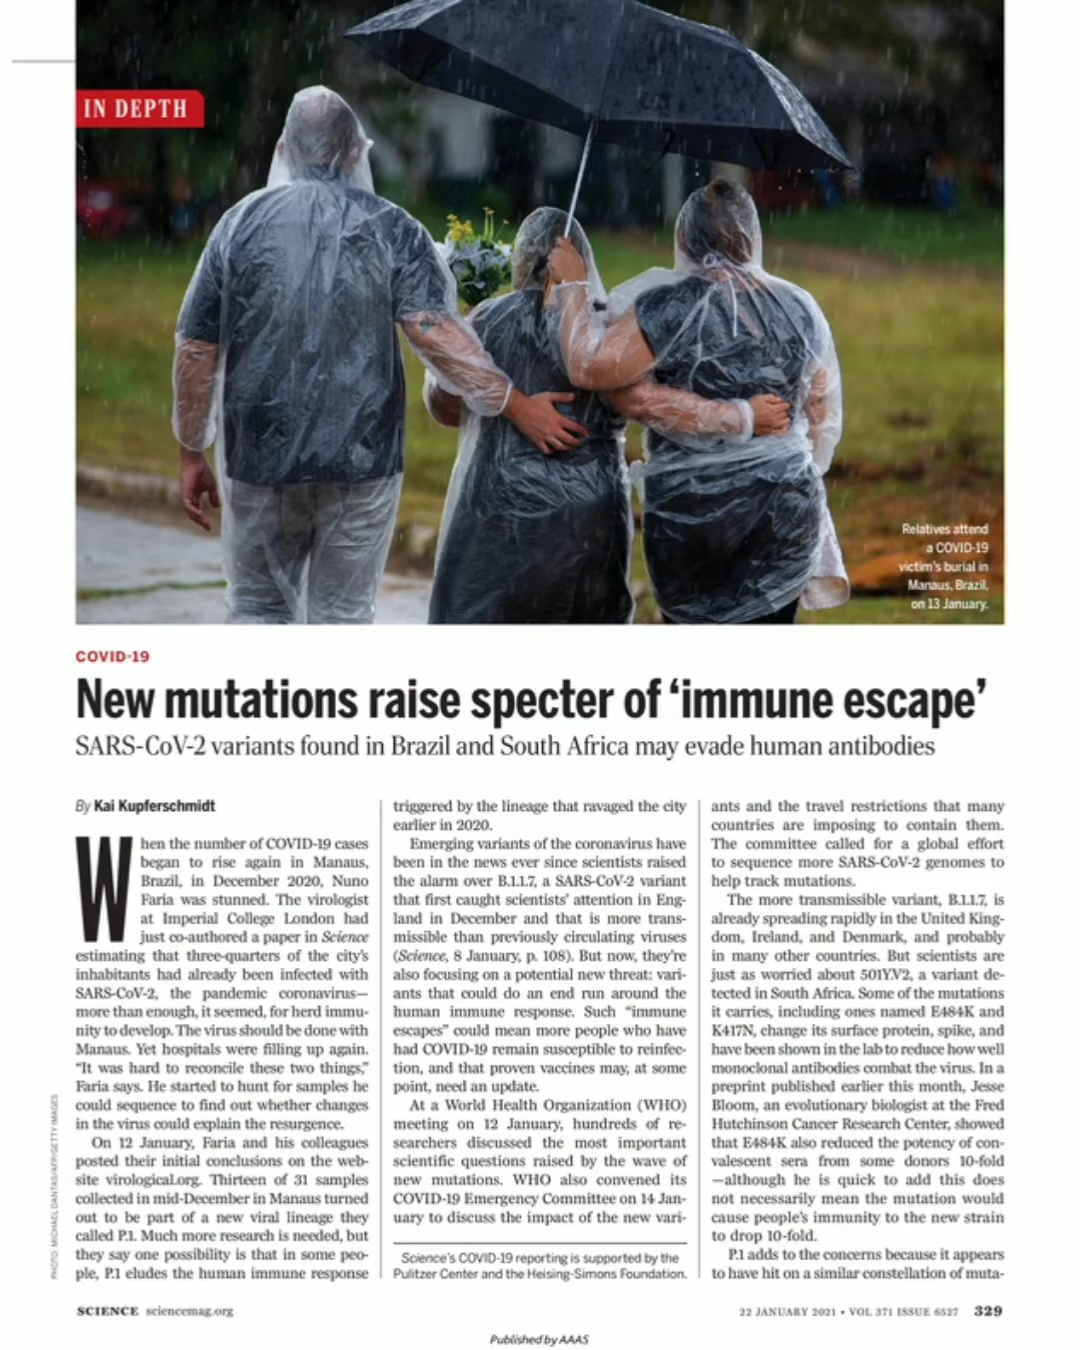 IN DEPTH
Relatives attend
a COVID-19
victim's burial in
Manaus, Brazil,
on 13 January.
COVID-19
New mutations raise specter of ‘immune escape’
SARS-CoV-2 variants found in Brazil and South Africa may evade human antibodies
By Kai Kupferschmidt
When the number of COVID-19 cases
began to rise again in Manaus,
Brazil, in December 2020, Nuno
Faria was stunned. The virologist
at Imperial College London had
just co-authored a paper in Science
estimating that three-quarters of the city's
inhabitants had already been infected with
SARS-CoV-2, the pandemic coronavirus—
more than enough, it seemed, for herd immu-
nity to develop. The virus should be done with
Manaus. Yet hospitals were filling up again.
“It was hard to reconcile these two things,”
Faria says. He started to hunt for samples he
could sequence to find out whether changes
in the virus could explain the resurgence.
On 12 January, Faria and his colleagues
posted their initial conclusions on the web-
site virological.org. Thirteen of 31 samples
collected in mid-December in Manaus turned
out to be part of a new viral lineage they
called P.1. Much more research is needed, but
they say one possibility is that in some peo-
ple, P.1 eludes the human immune response
triggered by the lineage that ravaged the city
earlier in 2020.
Emerging variants of the coronavirus have
been in the news ever since scientists raised
the alarm over B.1.1.7, a SARS-CoV-2 variant
that first caught scientists' attention in Eng-
land in December and that is more trans-
missible than previously circulating viruses
(Science, 8 January, p. 108). But now, they're
also focusing on a potential new threat: vari-
ants that could do an end run around the
human immune response. Such “immune
escapes” could mean more people who have
had COVID-19 remain susceptible to reinfec-
tion, and that proven vaccines may, at some
point, need an update.
At a World Health Organization (WHO)
meeting on 12 January, hundreds of re-
searchers discussed the most important
scientific questions raised by the wave of
new mutations. WHO also convened its
COVID-19 Emergency Committee on 14 Jan-
uary to discuss the impact of the new vari-
Science's COVID-19 reporting is supported by the
Pulitzer Center and the Heising-Simons Foundation.
ants and the travel restrictions that many
countries are imposing to contain them.
The committee called for a global effort
to sequence more SARS-CoV-2 genomes to
help track mutations.
The more transmissible variant, B.1.1.7, is
already spreading rapidly in the United King-
dom, Ireland, and Denmark, and probably
in many other countries. But scientists are
just as worried about 501Y.V2, a variant de-
tected in South Africa. Some of the mutations
it carries, including ones named E484K and
K417N, change its surface protein, spike, and
have been shown in the lab to reduce how well
monoclonal antibodies combat the virus. In a
preprint published earlier this month, Jesse
Bloom, an evolutionary biologist at the Fred
Hutchinson Cancer Research Center, showed
that E484K also reduced the potency of con-
valescent sera from some donors 10-fold
—although he is quick to add this does
not necessarily mean the mutation would
cause people's immunity to the new strain
to drop 10-fold.
P.1 adds to the concerns because it appears
to have hit on a similar constellation of muta-
PHOTO: MICHAEL DANTAS/AFP/GETTY IMAGES
SCIENCE sciencemag.org
22 JANUARY 2021 • VOL 371 ISSUE 6527 329
Published by AAAS